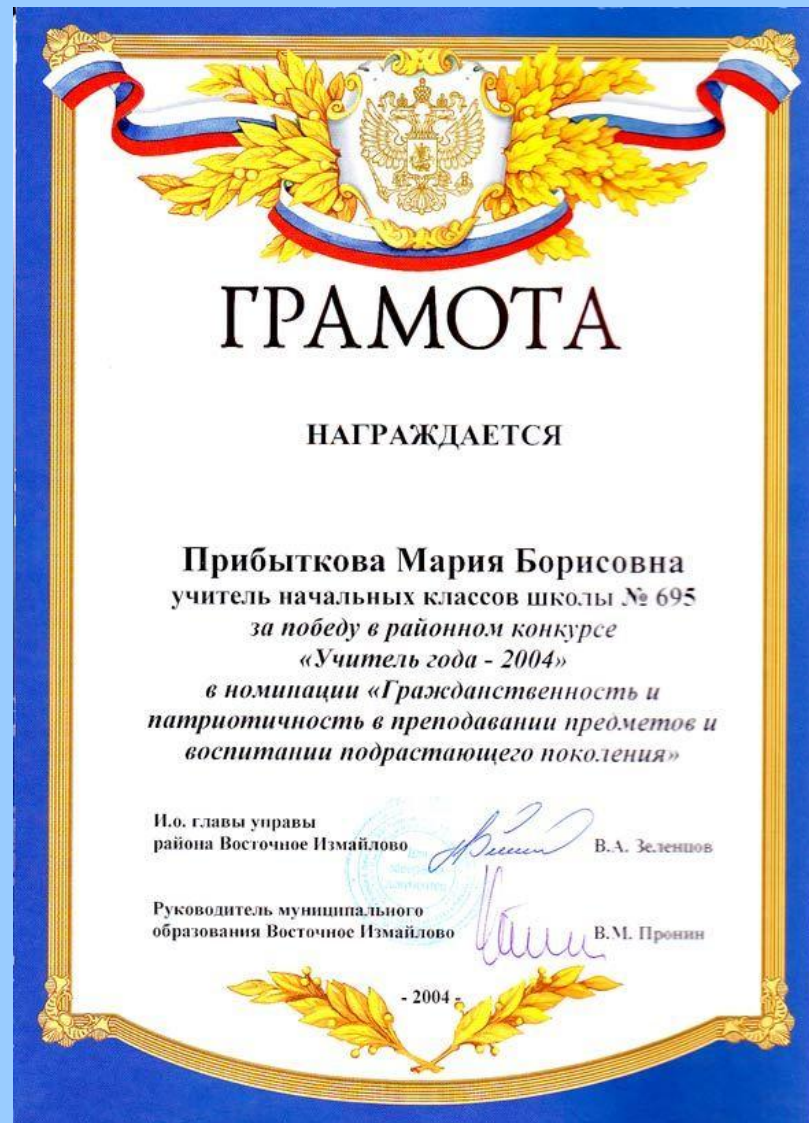 ГРАМОТА
НАГРАЖДАЕТСЯ
Прибыткова Мария Борисовна
учитель начальных классов школы № 695
за победу в районном конкурсе
«Учитель года - 2004»
в номинации «Гражданственность и
патриотичность в преподавании предметов и
воспитании подрастающего поколения»
И.о. главы управы
района Восточное Измайлово В.А. Зеленцов
Руководитель муниципального
образования Восточное Измайлово В.М. Пронин
- 2004 -